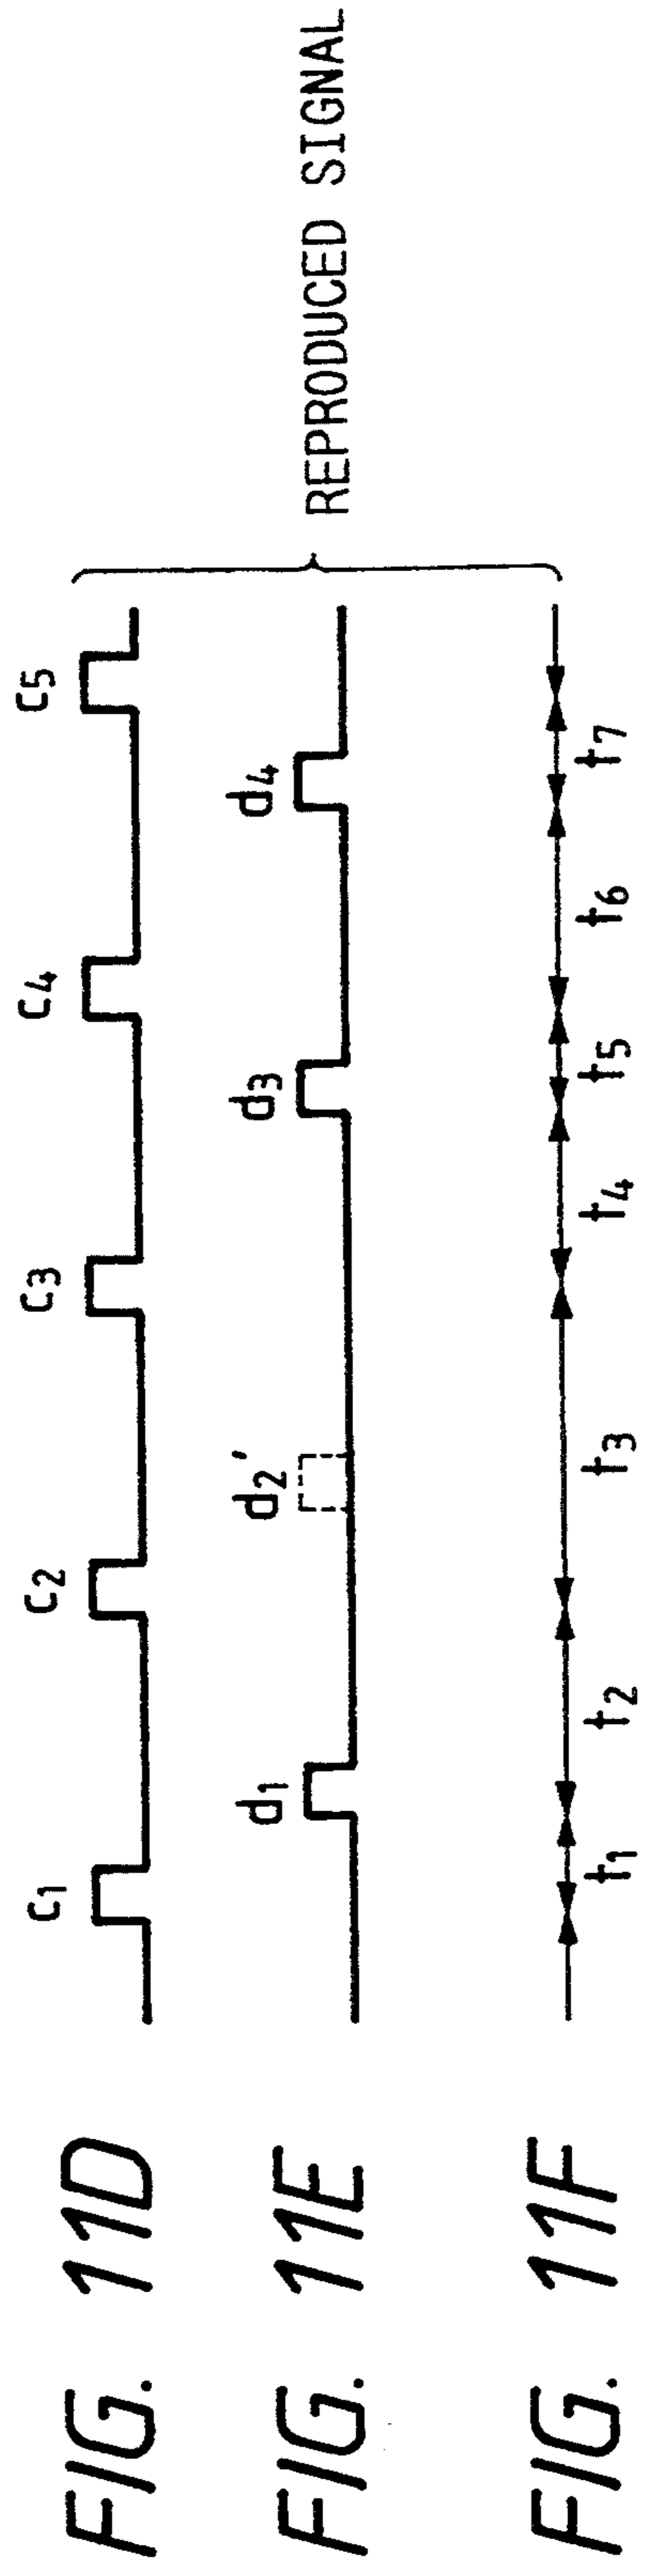 FIG. 11D
c1 c2 c3 c4 c5
FIG. 11E
d1 d2' d3 d4
FIG. 11F
t1 t2 t3 t4 t5 t6 t7
REPRODUCED SIGNAL